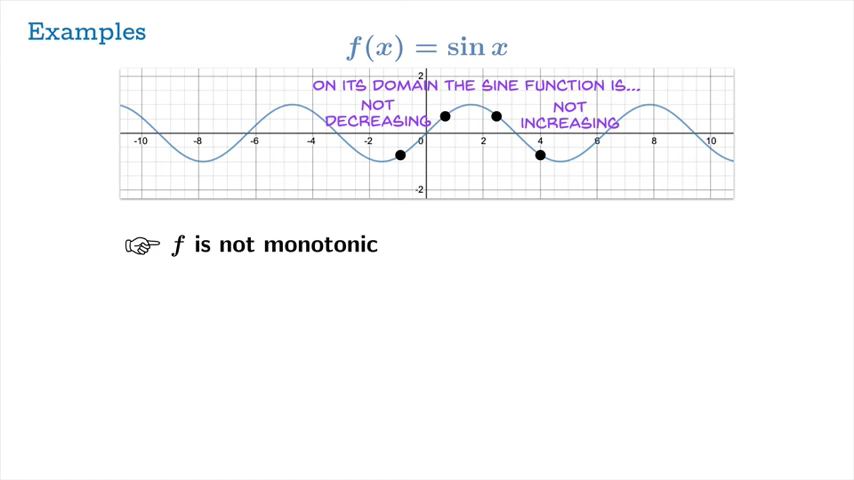 Examples
f(x) = sin x
2
ON ITS DOMAIN THE SINE FUNCTION IS...
NOT
DECREASING
NOT
INCREASING
-10 -8 -6 -4 -2 0 2 4 6 8 10
-2
☞ f is not monotonic